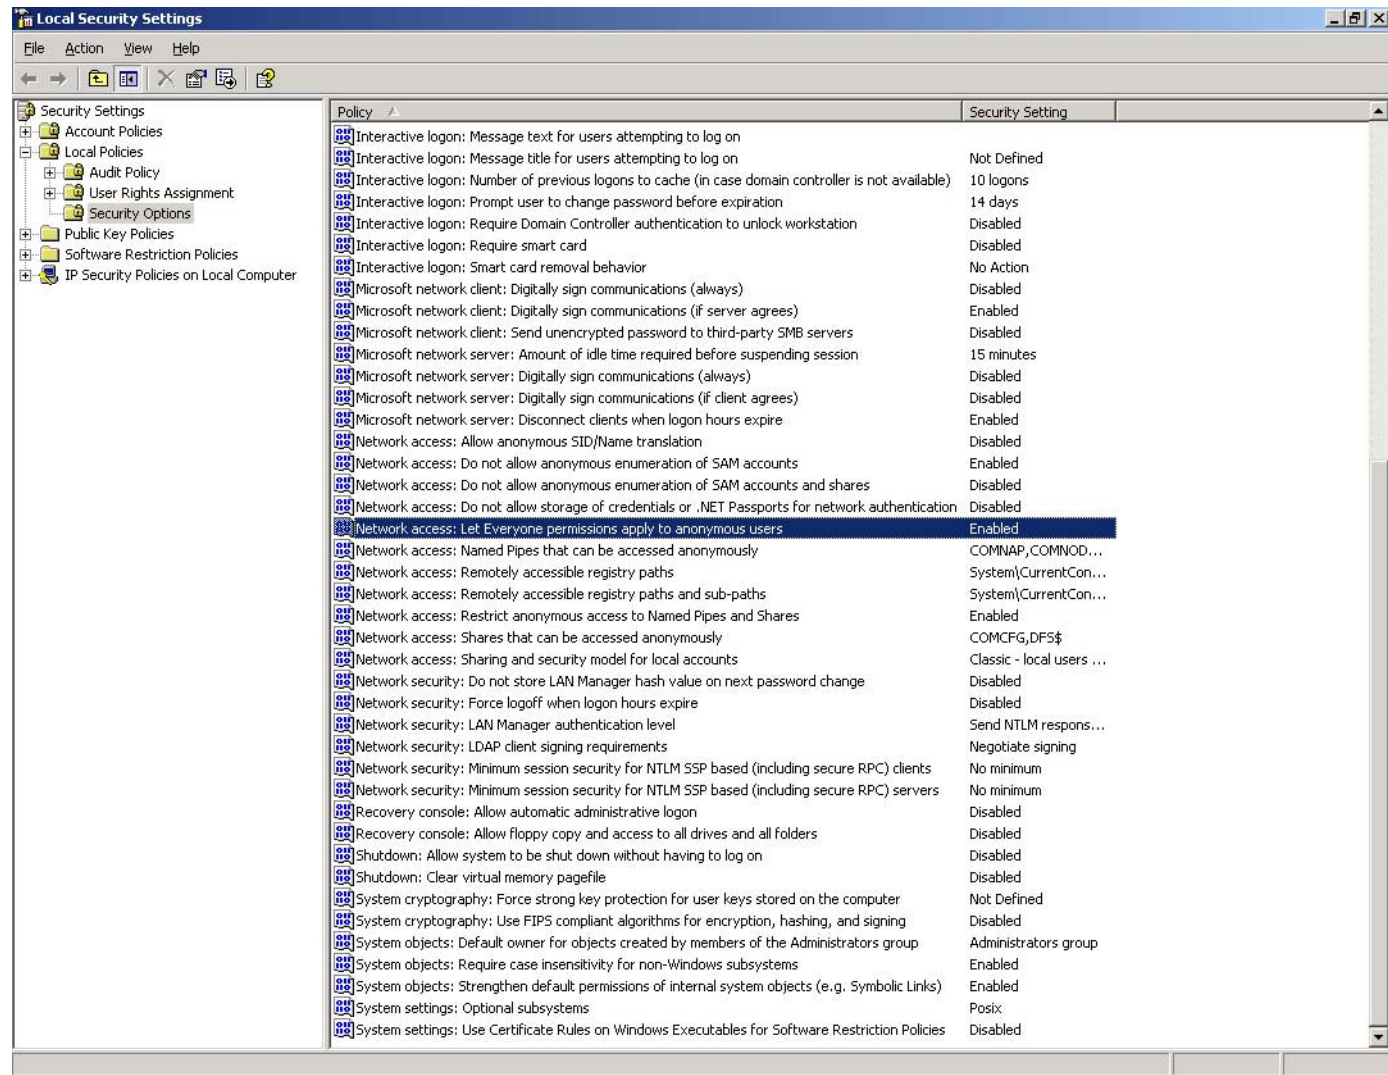 Local Security Settings
File Action View Help
Security Settings
Account Policies
Local Policies
Audit Policy
User Rights Assignment
Security Options
Public Key Policies
Software Restriction Policies
IP Security Policies on Local Computer
Policy Security Setting
Interactive logon: Message text for users attempting to log on
Interactive logon: Message title for users attempting to log on Not Defined
Interactive logon: Number of previous logons to cache (in case domain controller is not available) 10 logons
Interactive logon: Prompt user to change password before expiration 14 days
Interactive logon: Require Domain Controller authentication to unlock workstation Disabled
Interactive logon: Require smart card Disabled
Interactive logon: Smart card removal behavior No Action
Microsoft network client: Digitally sign communications (always) Disabled
Microsoft network client: Digitally sign communications (if server agrees) Enabled
Microsoft network client: Send unencrypted password to third-party SMB servers Disabled
Microsoft network server: Amount of idle time required before suspending session 15 minutes
Microsoft network server: Digitally sign communications (always) Disabled
Microsoft network server: Digitally sign communications (if client agrees) Disabled
Microsoft network server: Disconnect clients when logon hours expire Enabled
Network access: Allow anonymous SID/Name translation Disabled
Network access: Do not allow anonymous enumeration of SAM accounts Enabled
Network access: Do not allow anonymous enumeration of SAM accounts and shares Disabled
Network access: Do not allow storage of credentials or .NET Passports for network authentication Disabled
Network access: Let Everyone permissions apply to anonymous users Enabled
Network access: Named Pipes that can be accessed anonymously COMNAP,COMNOD...
Network access: Remotely accessible registry paths System\CurrentCon...
Network access: Remotely accessible registry paths and sub-paths System\CurrentCon...
Network access: Restrict anonymous access to Named Pipes and Shares Enabled
Network access: Shares that can be accessed anonymously COMCFG,DFS$
Network access: Sharing and security model for local accounts Classic - local users ...
Network security: Do not store LAN Manager hash value on next password change Disabled
Network security: Force logoff when logon hours expire Disabled
Network security: LAN Manager authentication level Send NTLM respons...
Network security: LDAP client signing requirements Negotiate signing
Network security: Minimum session security for NTLM SSP based (including secure RPC) clients No minimum
Network security: Minimum session security for NTLM SSP based (including secure RPC) servers No minimum
Recovery console: Allow automatic administrative logon Disabled
Recovery console: Allow floppy copy and access to all drives and all folders Disabled
Shutdown: Allow system to be shut down without having to log on Disabled
Shutdown: Clear virtual memory pagefile Disabled
System cryptography: Force strong key protection for user keys stored on the computer Not Defined
System cryptography: Use FIPS compliant algorithms for encryption, hashing, and signing Disabled
System objects: Default owner for objects created by members of the Administrators group Administrators group
System objects: Require case insensitivity for non-Windows subsystems Enabled
System objects: Strengthen default permissions of internal system objects (e.g. Symbolic Links) Enabled
System settings: Optional subsystems Posix
System settings: Use Certificate Rules on Windows Executables for Software Restriction Policies Disabled